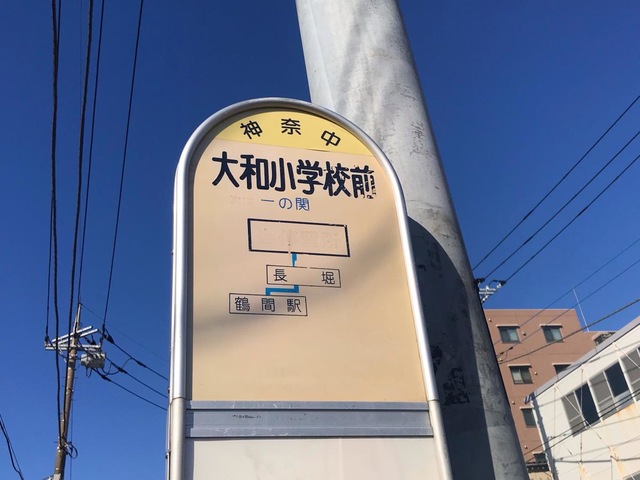 神奈中
大和小学校前
一の関
長堀
鶴間駅